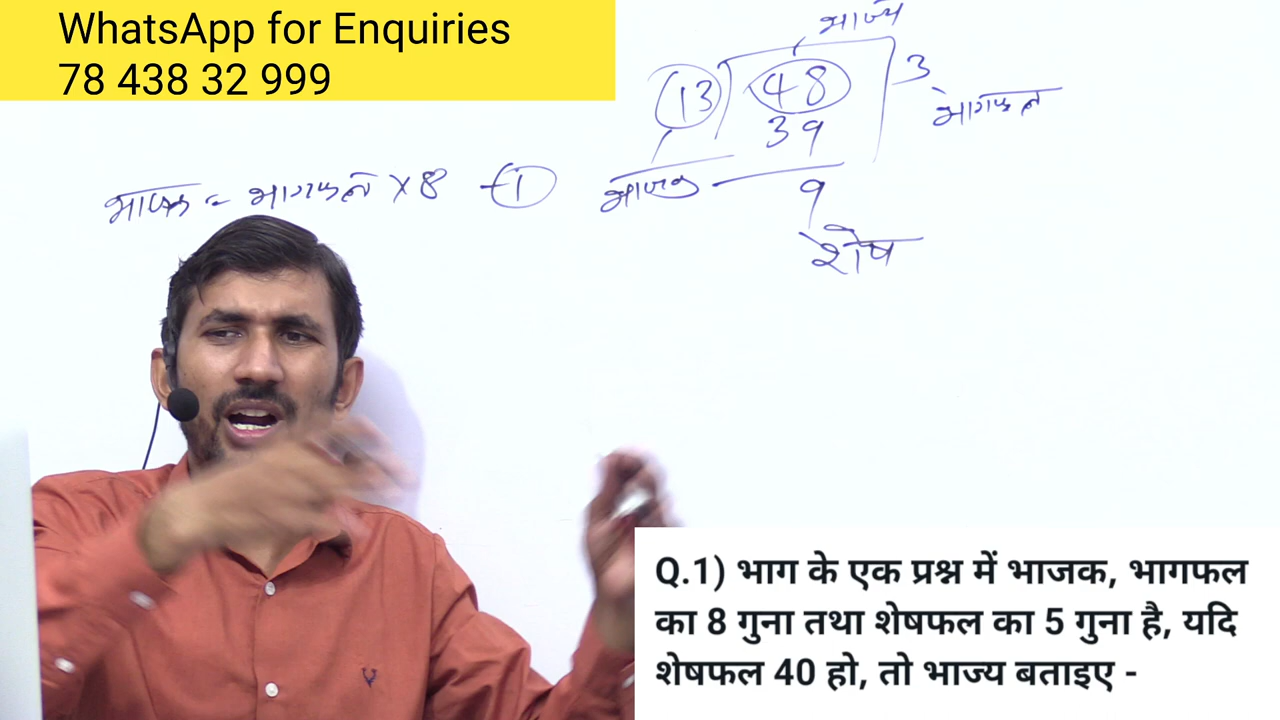 WhatsApp for Enquiries
78 438 32 999
भाज्य
13 48 3
भागफल
39
भाजक = भागफल × 8 -1 भाजक
9
शेष
Q.1) भाग के एक प्रश्न में भाजक, भागफल
का 8 गुना तथा शेषफल का 5 गुना है, यदि
शेषफल 40 हो, तो भाज्य बताइए -